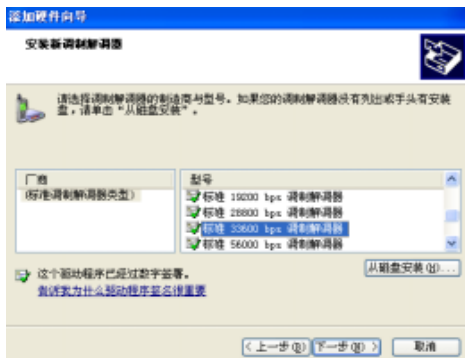 添加硬件向导
安装新调制解调器
请选择调制解调器的制造商与型号。如果您的调制解调器没有列出或手头有安装
盘，请单击“从磁盘安装”。
厂商
(标准调制解调器类型)
型号
标准 19200 bps 调制解调器
标准 28800 bps 调制解调器
标准 33600 bps 调制解调器
标准 56000 bps 调制解调器
这个驱动程序已经过数字签署。
告诉我为什么驱动程序签名很重要
从磁盘安装(H)...
< 上一步(B)
下一步(N) >
取消